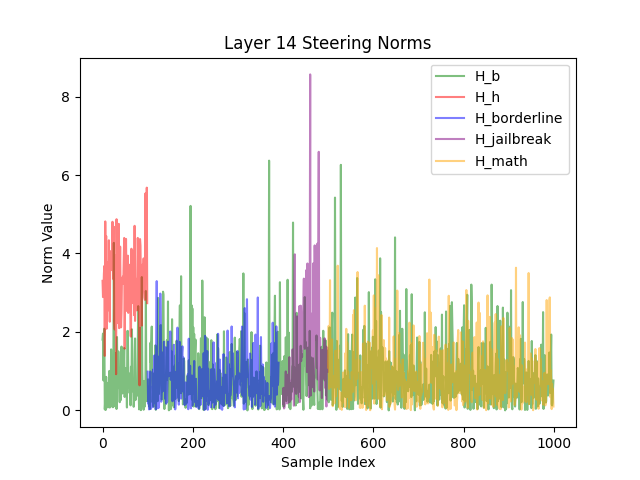 Layer 14 Steering Norms
H_b
H_h
H_borderline
H_jailbreak
H_math
Norm Value
8
6
4
2
0
0 200 400 600 800 1000
Sample Index